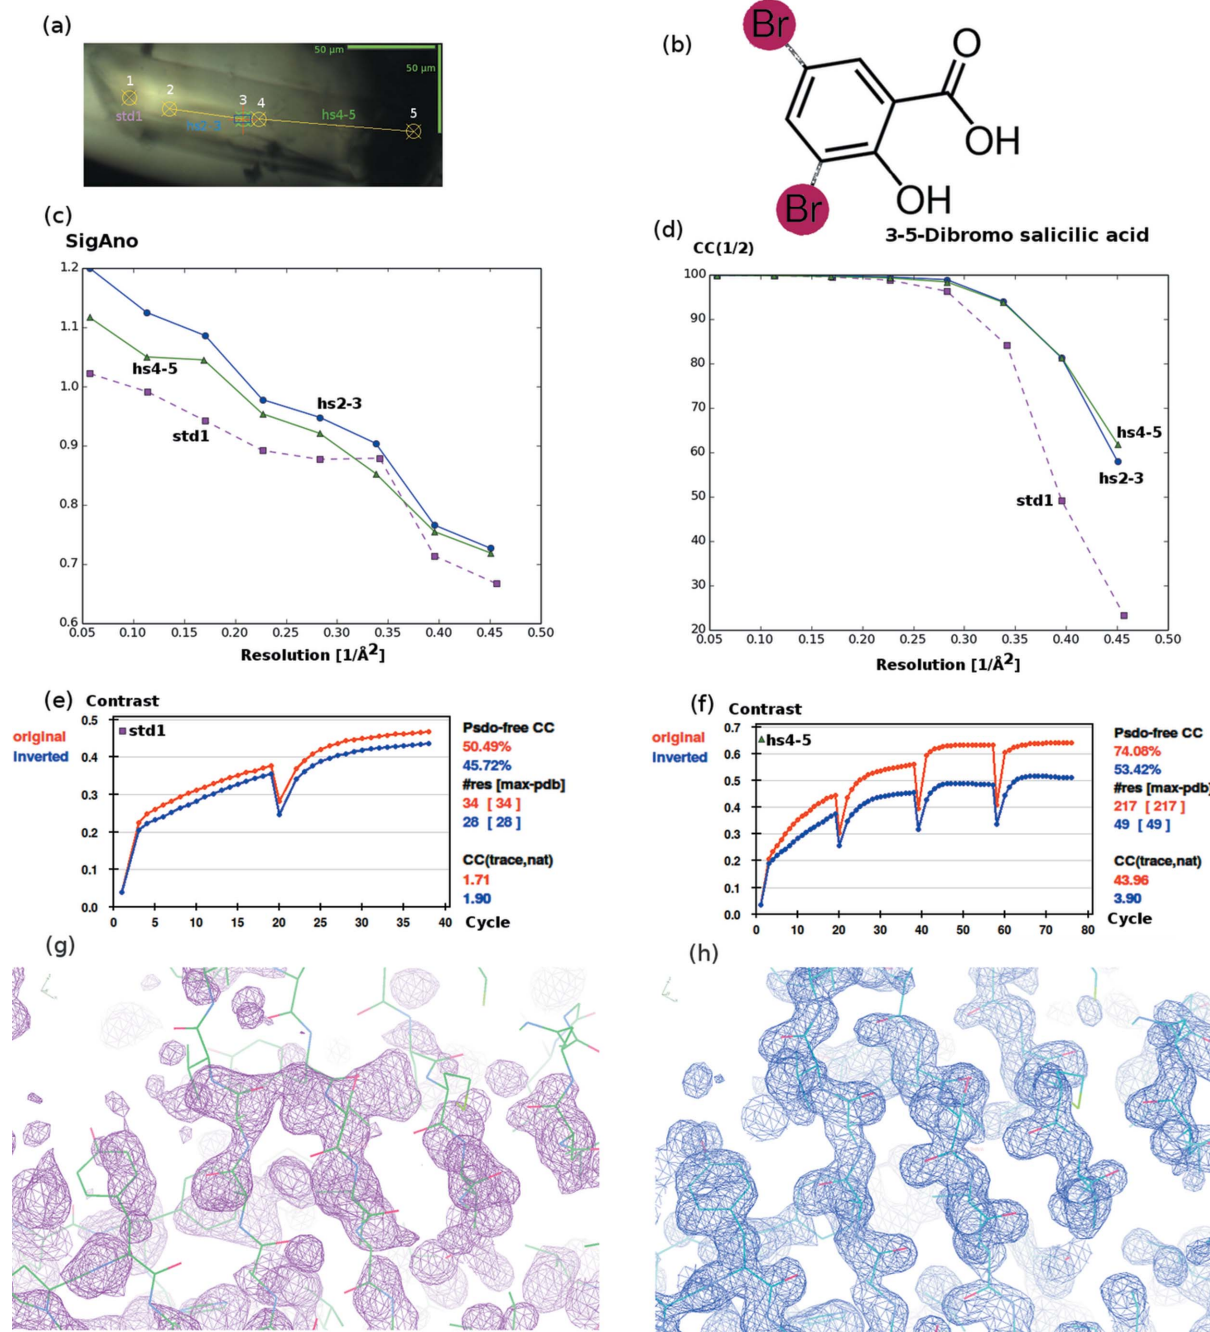 (a)
50 µm
50 µm
1
2
3
4
5
std1
hs4-5
(b)
Br
O
OH
OH
Br
3-5-Dibromo salicilic acid
(c)
SigAno
1.2
1.1
1.0
0.9
0.8
0.7
0.6
hs4-5
hs2-3
std1
0.05 0.10 0.15 0.20 0.25 0.30 0.35 0.40 0.45 0.50
Resolution [1/Å2]
(d)
CC(1/2)
100
90
80
70
60
50
40
30
20
hs4-5
hs2-3
std1
0.05 0.10 0.15 0.20 0.25 0.30 0.35 0.40 0.45 0.50
Resolution [1/Å2]
(e) Contrast
original
inverted
0.5
0.4
0.3
0.2
0.1
0.0
std1
0 5 10 15 20 25 30 35 40
Cycle
Psdo-free CC
50.49%
45.72%
#res [max-pdb]
34 [ 34 ]
28 [ 28 ]
CC(trace,nat)
1.71
1.90
(f) Contrast
original
inverted
0.7
0.6
0.5
0.4
0.3
0.2
0.1
0.0
hs4-5
0 10 20 30 40 50 60 70 80
Cycle
Psdo-free CC
74.08%
53.42%
#res [max-pdb]
217 [ 217 ]
49 [ 49 ]
CC(trace,nat)
43.96
3.90
(g)
(h)